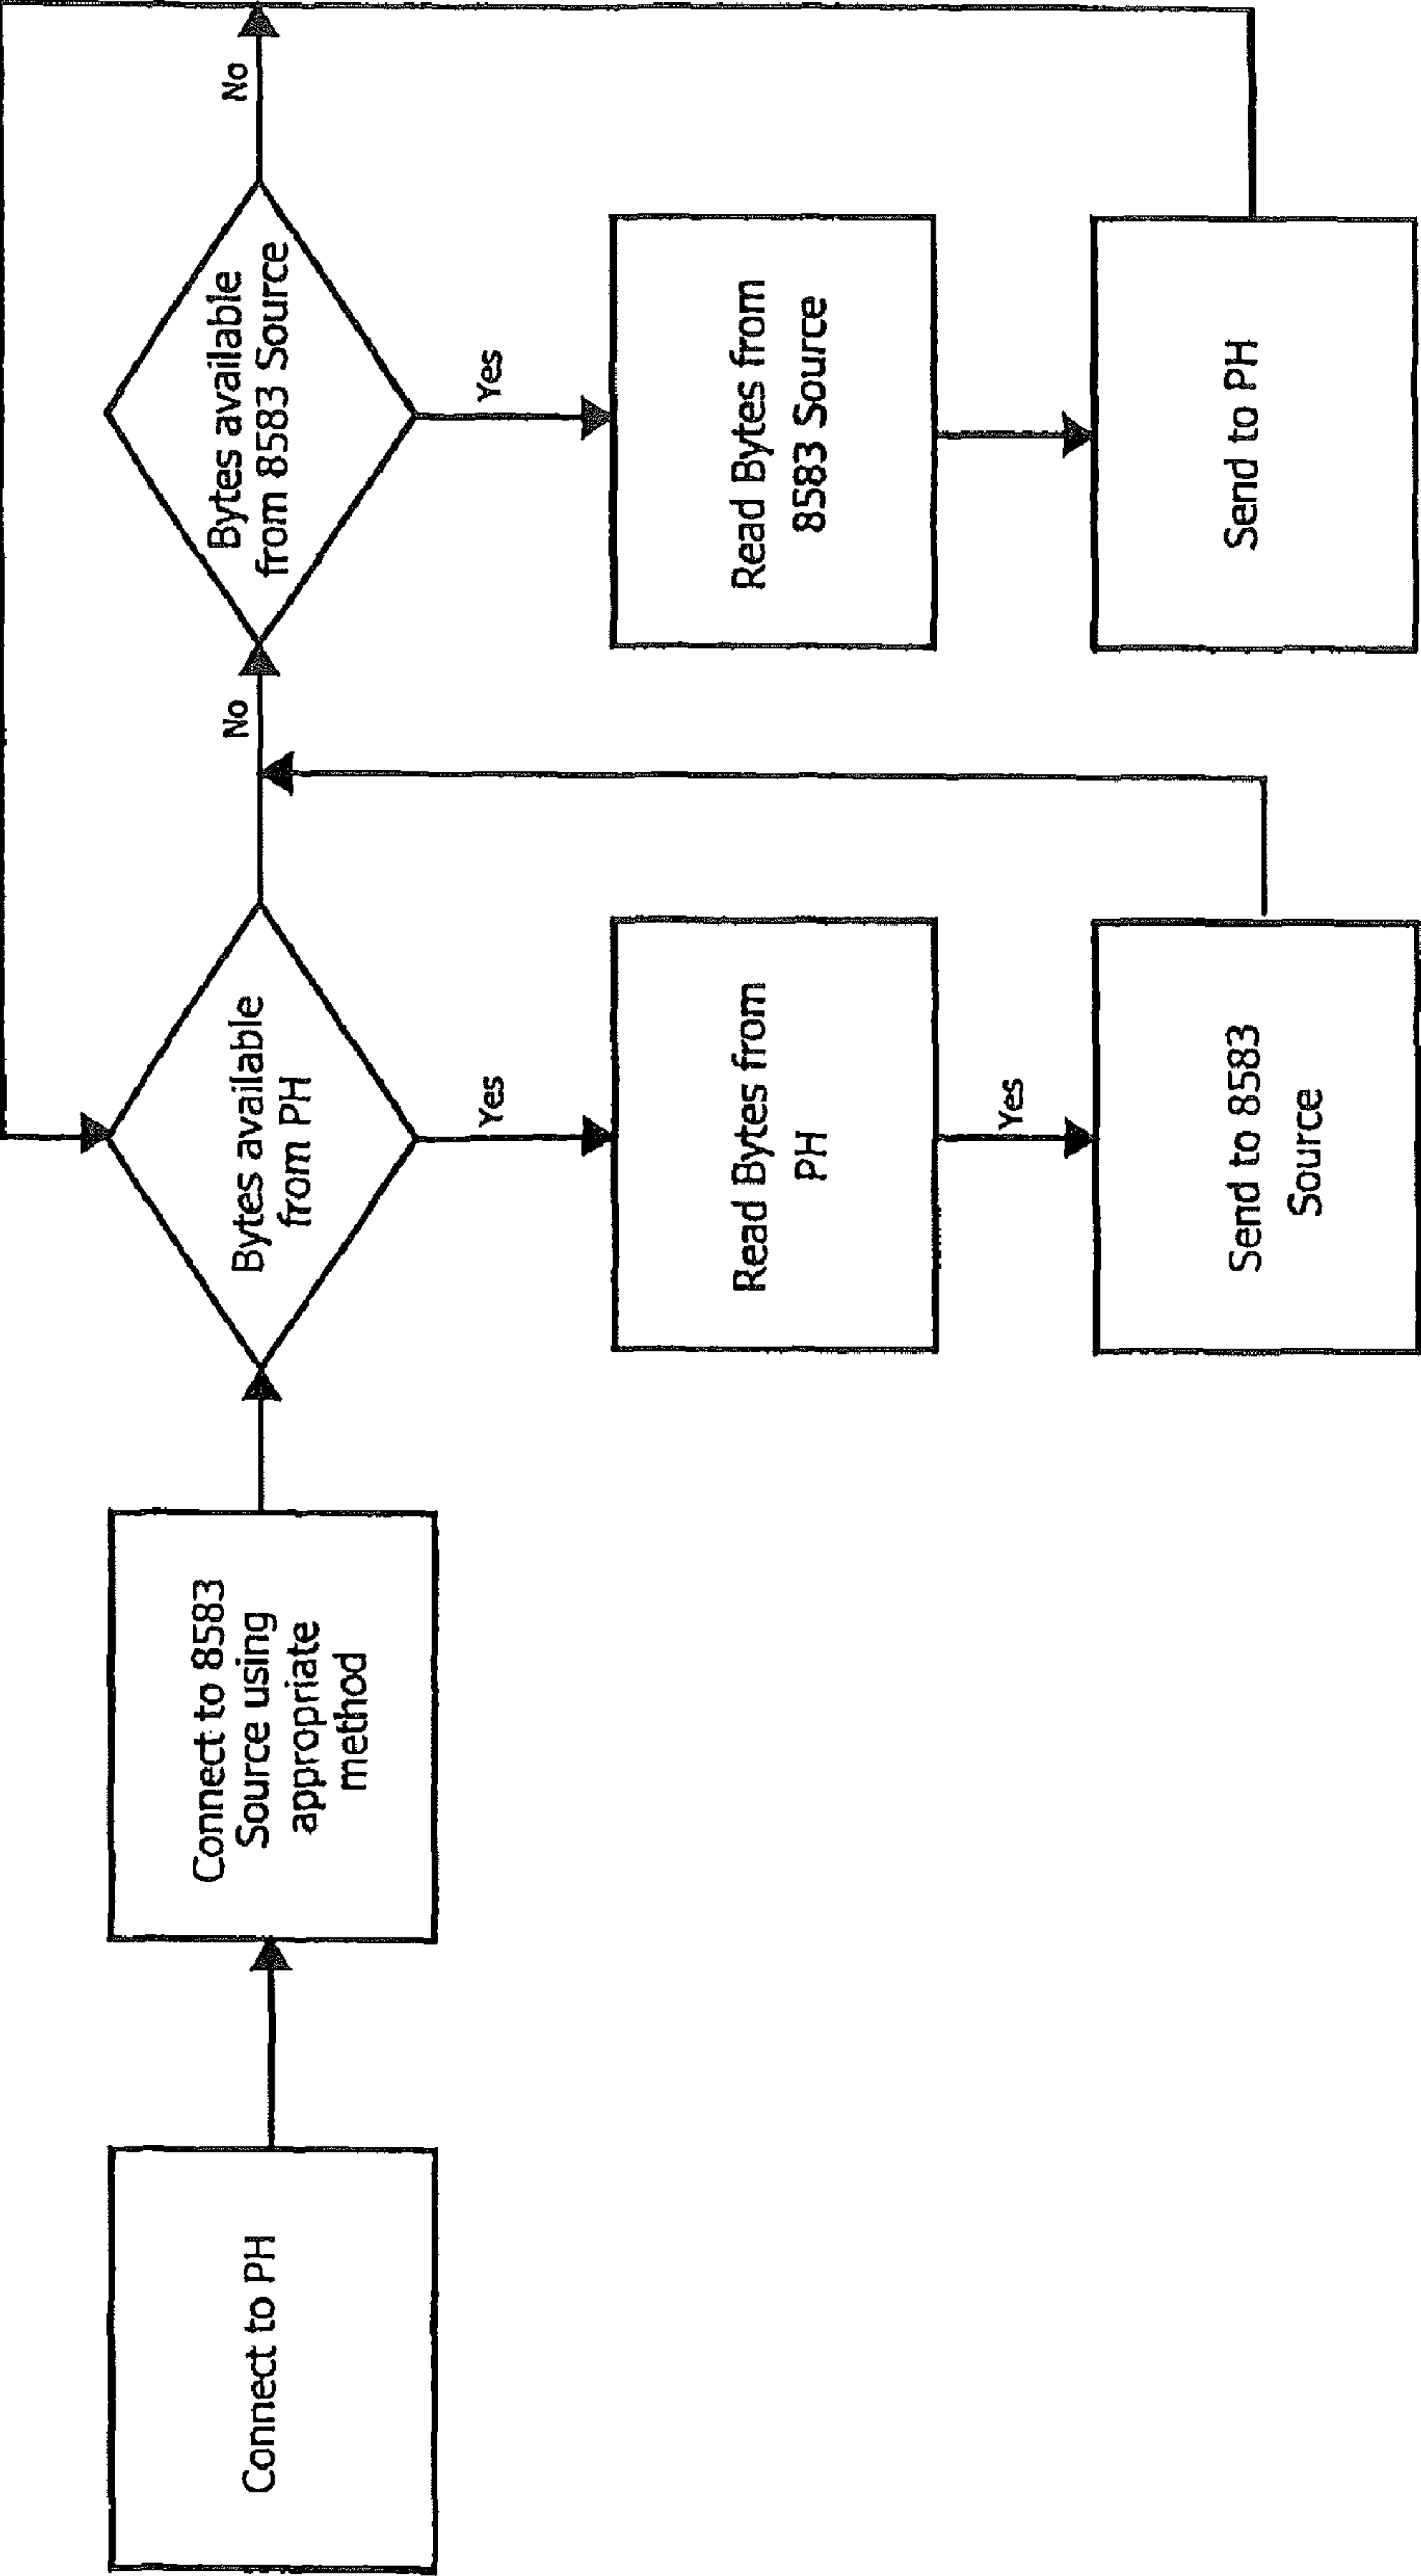 Connect to PH
Connect to 8583
Source using
appropriate
method
Bytes available
from PH
Yes
Read Bytes from
PH
Yes
Send to 8583
Source
No
Bytes available
from 8583 Source
Yes
Read Bytes from
8583 Source
Send to PH
No